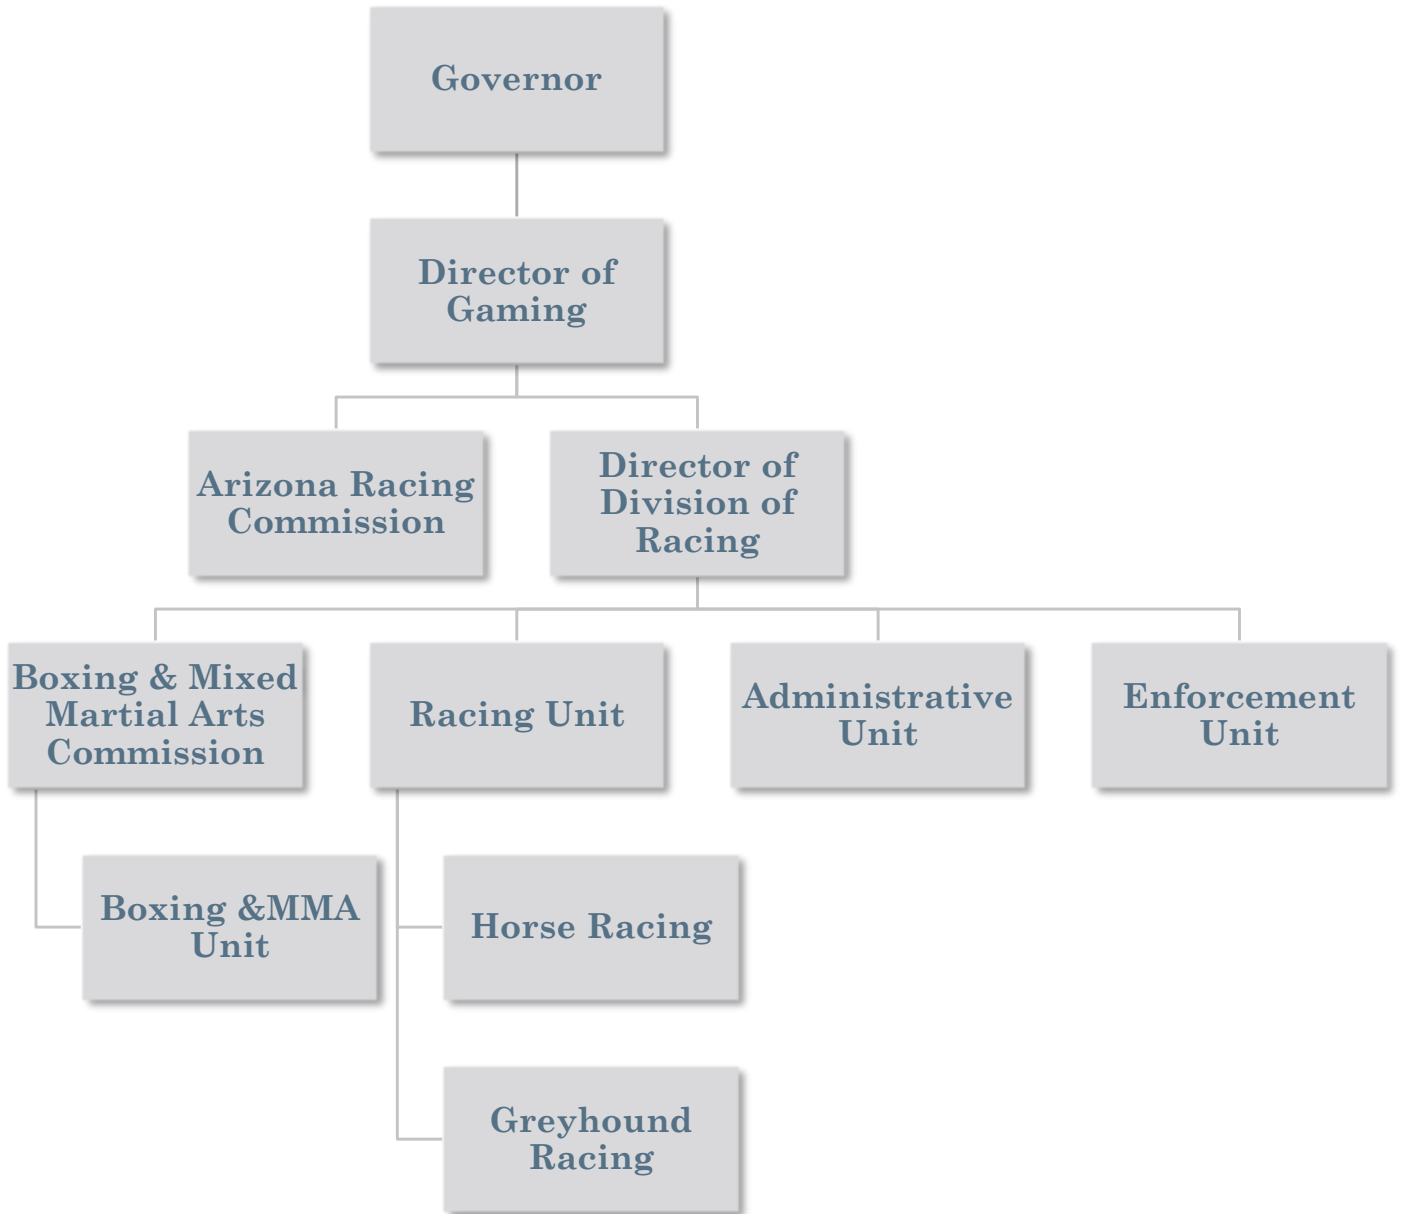 Governor
Director of
Gaming
Arizona Racing
Commission
Director of
Division of
Racing
Boxing & Mixed
Martial Arts
Commission
Racing Unit
Administrative
Unit
Enforcement
Unit
Boxing &MMA
Unit
Horse Racing
Greyhound
Racing